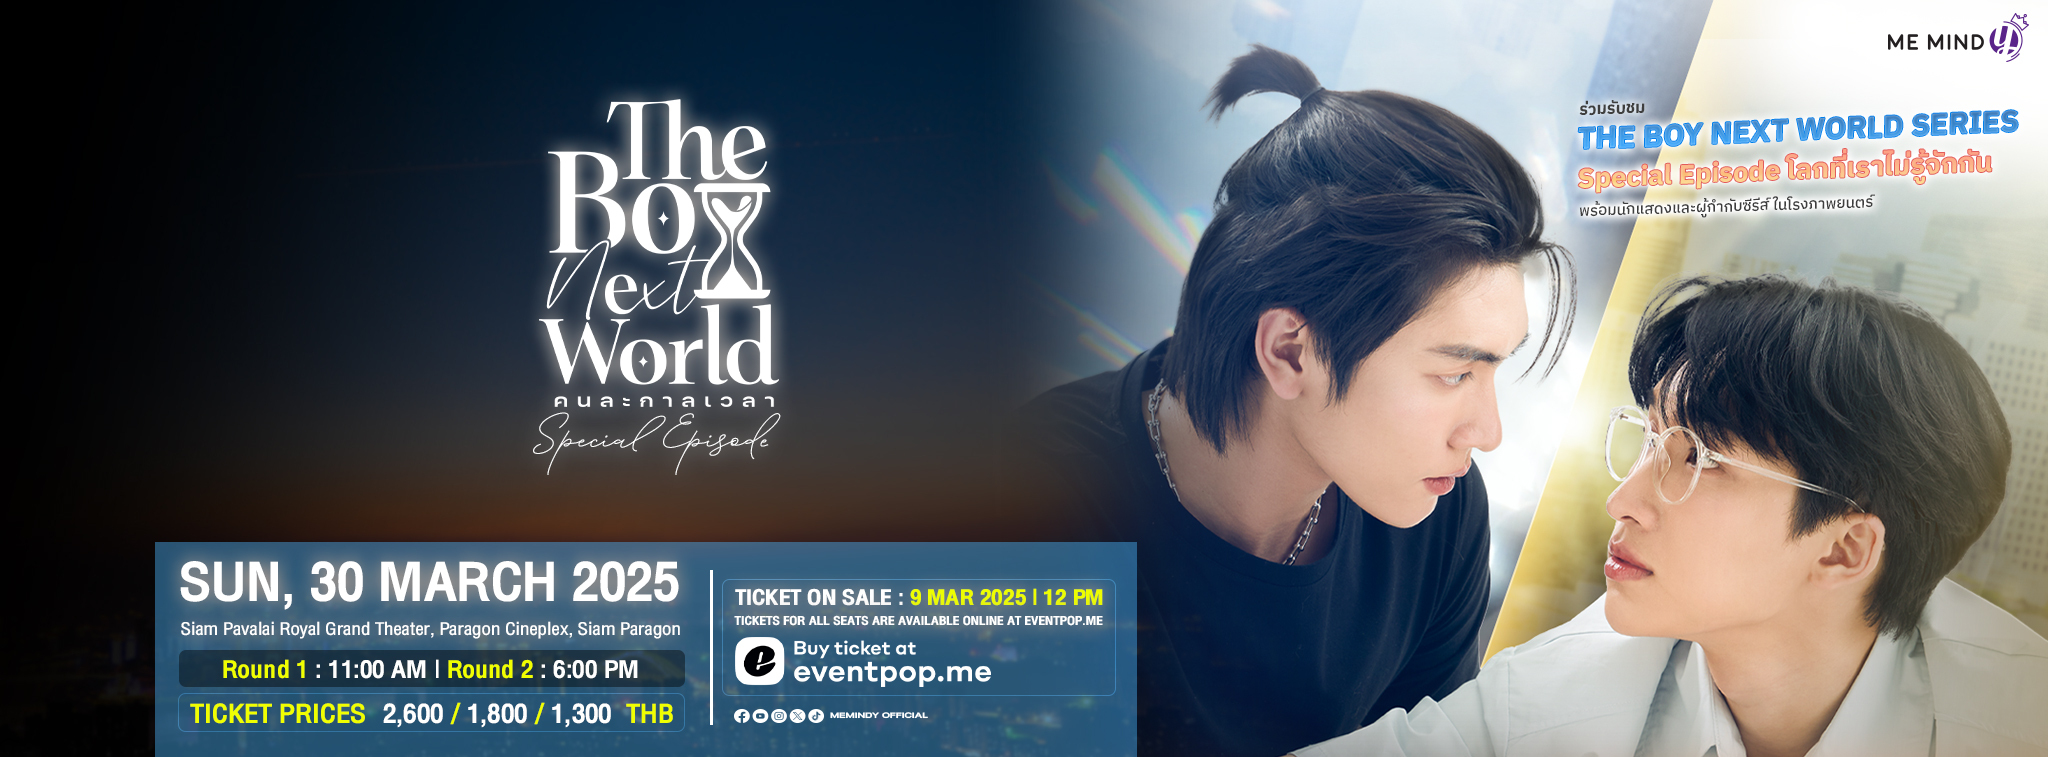 The
Boy
Next
World
คนละกาลเวลา
Special Episode
SUN, 30 MARCH 2025
Siam Pavalai Royal Grand Theater, Paragon Cineplex, Siam Paragon
Round 1 : 11:00 AM | Round 2 : 6:00 PM
TICKET PRICES 2,600 / 1,800 / 1,300 THB
TICKET ON SALE : 9 MAR 2025 | 12 PM
TICKETS FOR ALL SEATS ARE AVAILABLE ONLINE AT EVENTPOP.ME
Buy ticket at
eventpop.me
MEMINDY OFFICIAL
ME MIND Y
ร่วมรับชม
THE BOY NEXT WORLD SERIES
Special Episode โลกที่เราไม่รู้จักกัน
พร้อมนักแสดงและผู้กำกับซีรีส์ ในโรงภาพยนตร์